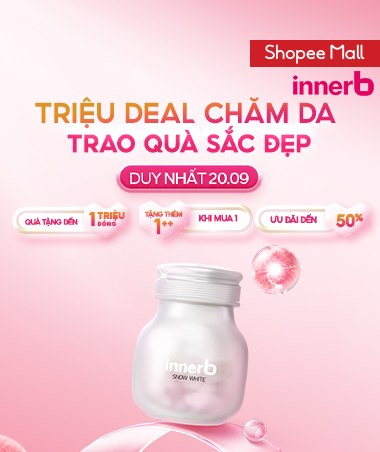 Shopee Mall
innerb
TRIỆU DEAL CHĂM DA
TRAO QUÀ SẮC ĐẸP
DUY NHẤT 20.09
QUÀ TẶNG ĐẾN 1 TRIỆU ĐỒNG
TẶNG THÊM 1++ KHI MUA 1
ƯU ĐÃI ĐẾN 50%
innerb
SNOW WHITE